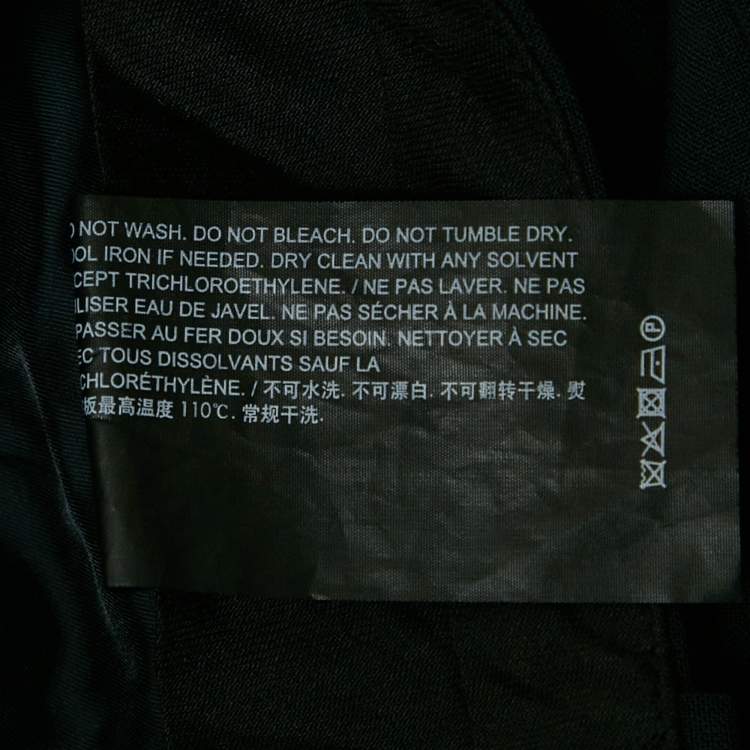 NOT WASH. DO NOT BLEACH. DO NOT TUMBLE DRY.
OOL IRON IF NEEDED. DRY CLEAN WITH ANY SOLVENT
CEPT TRICHLOROETHYLENE. / NE PAS LAVER. NE PAS
ILISER EAU DE JAVEL. NE PAS SÉCHER À LA MACHINE.
PASSER AU FER DOUX SI BESOIN. NETTOYER À SEC
EC TOUS DISSOLVANTS SAUF LA
CHLORÉTHYLÈNE. / 不可水洗. 不可漂白. 不可翻转干燥. 熨
板最高温度 110℃. 常规干洗.
P